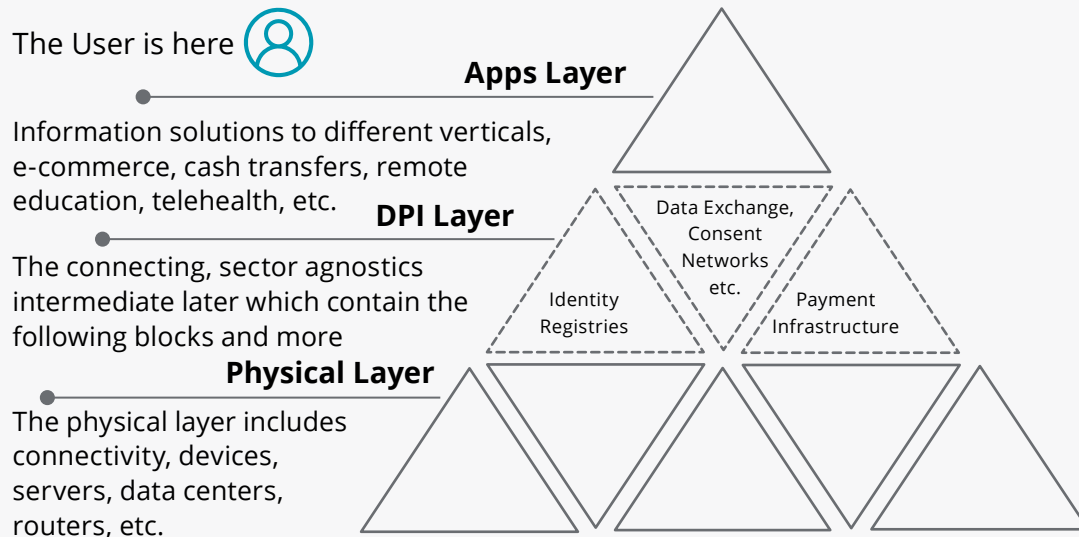 The User is here
Apps Layer
Information solutions to different verticals,
e-commerce, cash transfers, remote
education, telehealth, etc.
DPI Layer
The connecting, sector agnostics
intermediate later which contain the
following blocks and more
Data Exchange,
Consent
Networks
etc.
Identity
Registries
Payment
Infrastructure
Physical Layer
The physical layer includes
connectivity, devices,
servers, data centers,
routers, etc.